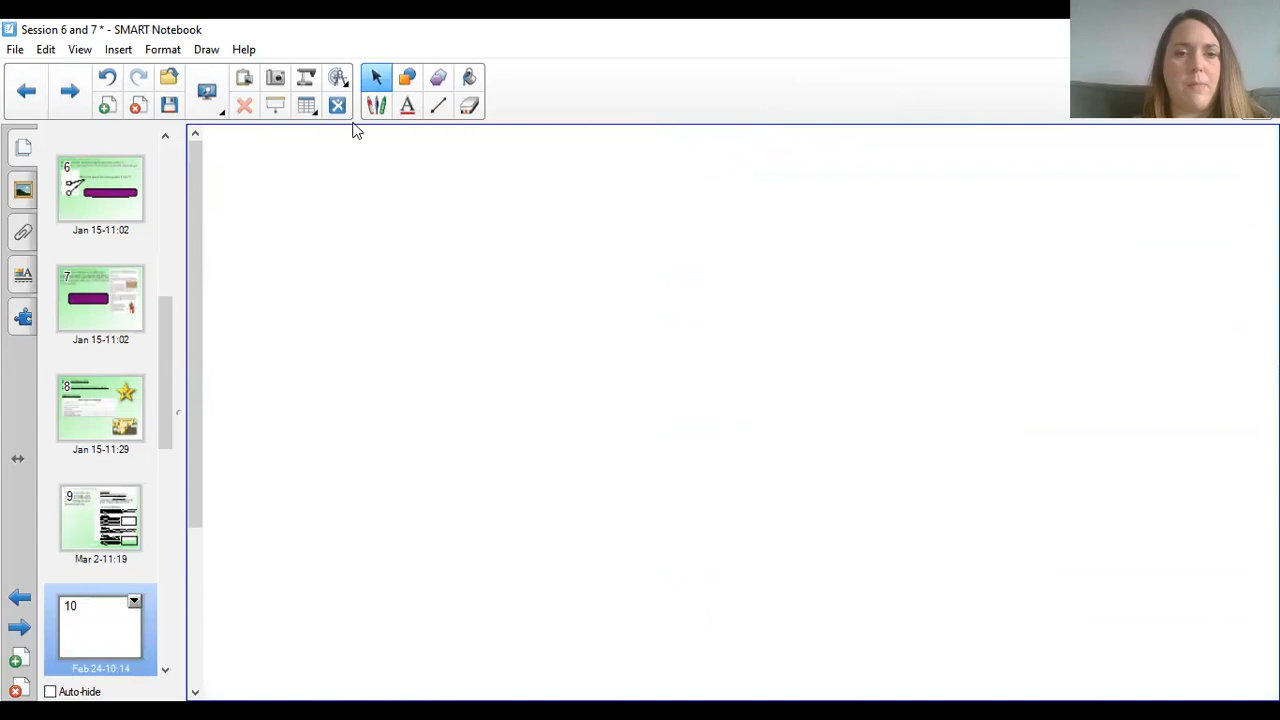 Session 6 and 7 * - SMART Notebook
File Edit View Insert Format Draw Help
6
Jan 15-11:02
7
Jan 15-11:02
8
Jan 15-11:29
9
Mar 2-11:19
10
Feb 24-10:14
Auto-hide